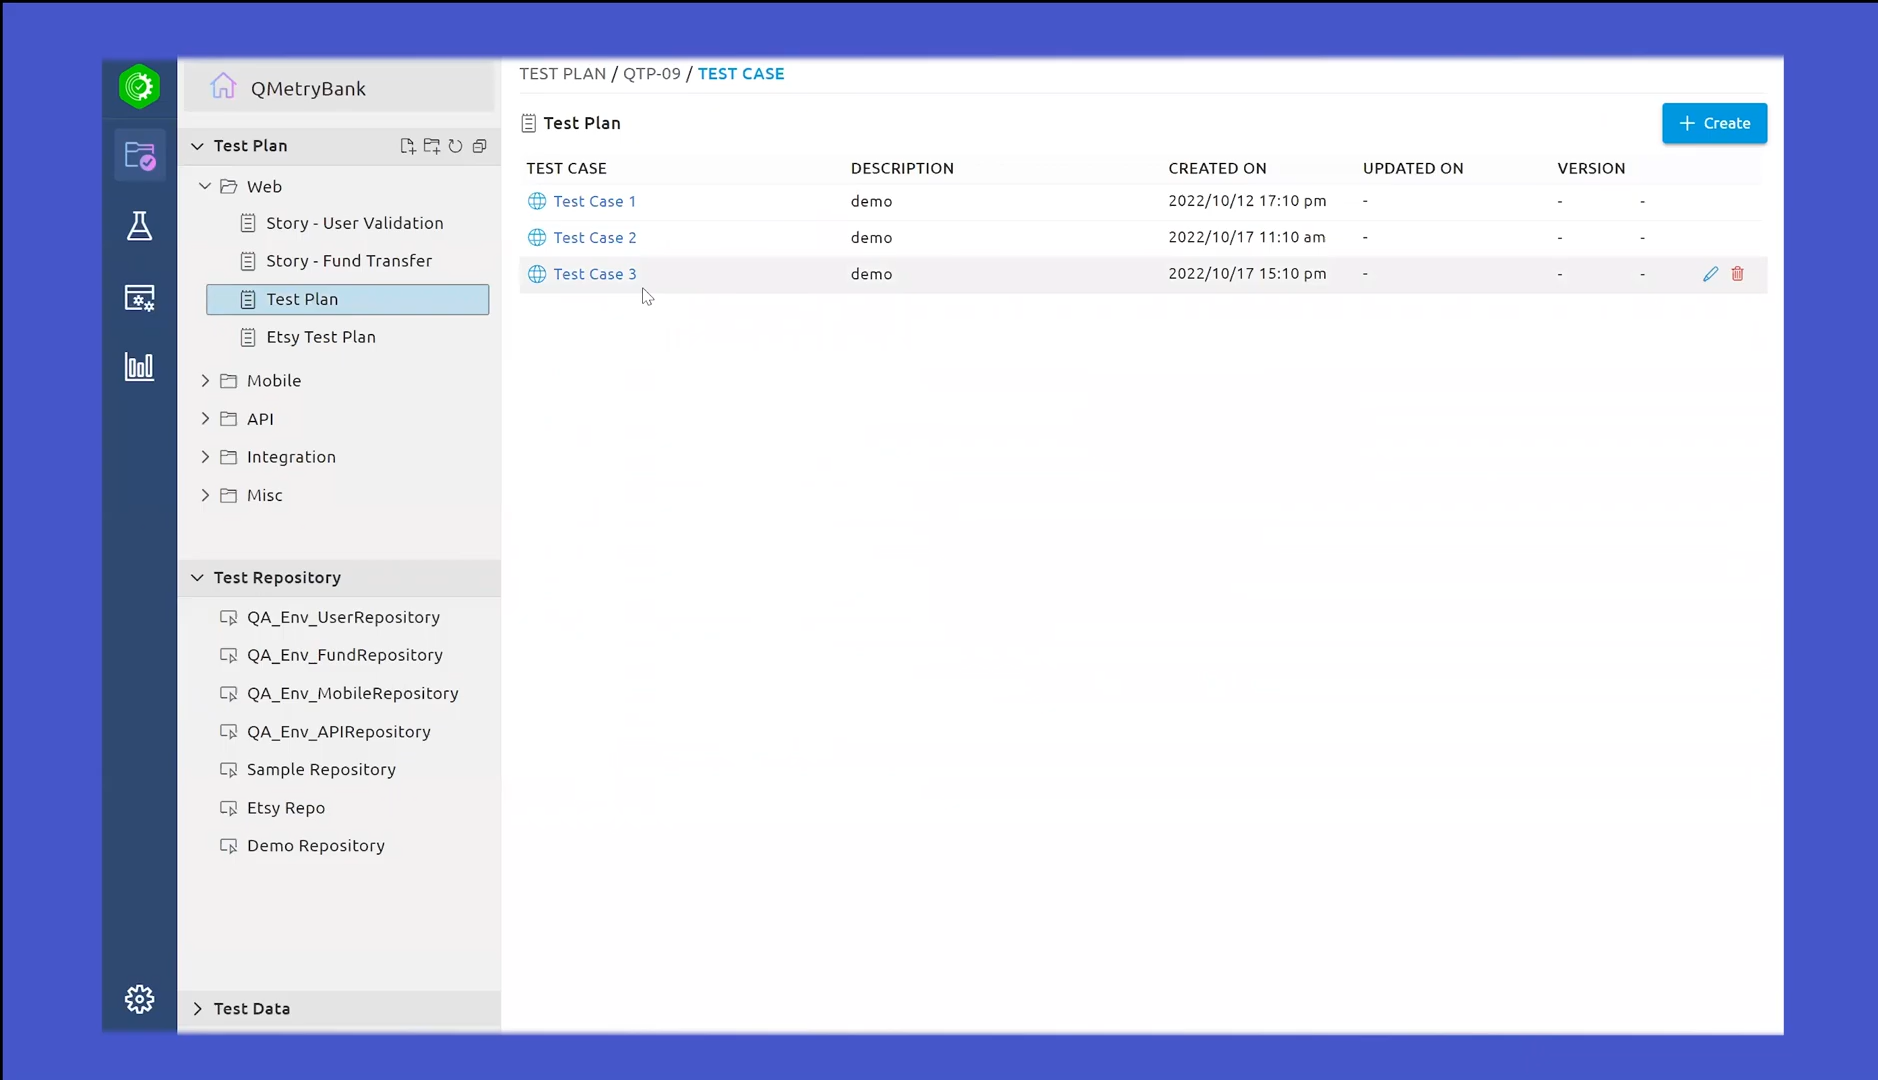 QMetryBank
Test Plan
Web
Story - User Validation
Story - Fund Transfer
Test Plan
Etsy Test Plan
Mobile
API
Integration
Misc
Test Repository
QA_Env_UserRepository
QA_Env_FundRepository
QA_Env_MobileRepository
QA_Env_APIRepository
Sample Repository
Etsy Repo
Demo Repository
Test Data
TEST PLAN / QTP-09 / TEST CASE
Test Plan
+ Create
TEST CASE DESCRIPTION CREATED ON UPDATED ON VERSION
Test Case 1 demo 2022/10/12 17:10 pm - - -
Test Case 2 demo 2022/10/17 11:10 am - - -
Test Case 3 demo 2022/10/17 15:10 pm - - -